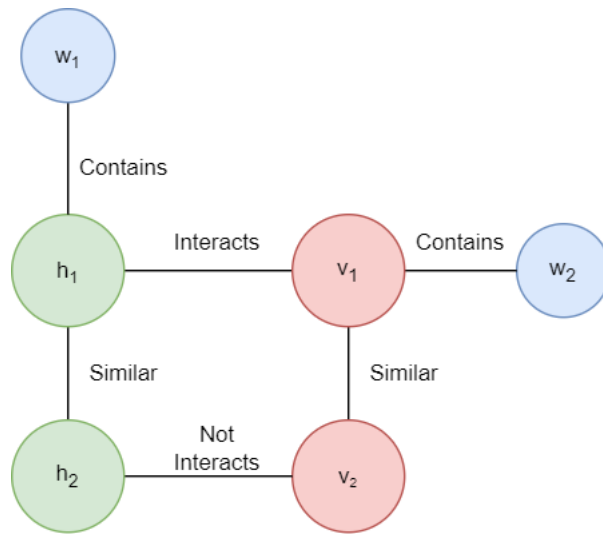 w₁
Contains
h₁
Interacts
v₁
Contains
w₂
Similar
Similar
h₂
Not
Interacts
v₂